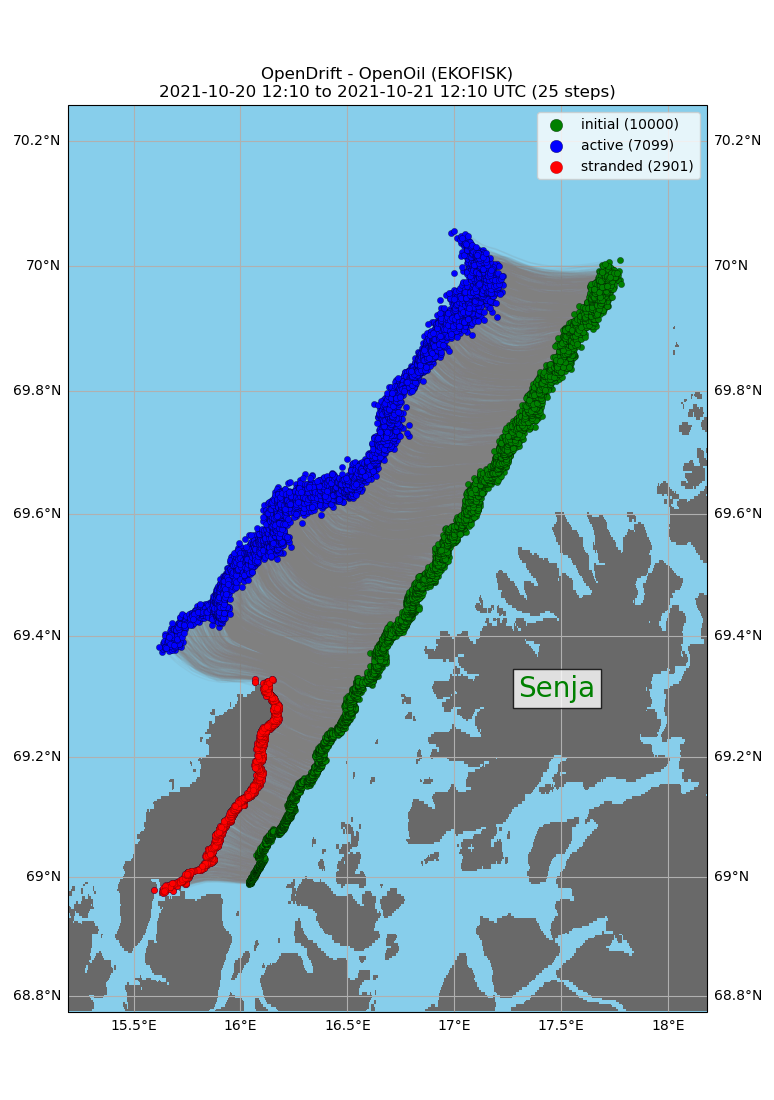 OpenDrift - OpenOil (EKOFISK)
2021-10-20 12:10 to 2021-10-21 12:10 UTC (25 steps)
initial (10000)
active (7099)
stranded (2901)
70.2°N 70.2°N
70°N 70°N
69.8°N 69.8°N
69.6°N 69.6°N
69.4°N 69.4°N
Senja
69.2°N 69.2°N
69°N 69°N
68.8°N 68.8°N
15.5°E 16°E 16.5°E 17°E 17.5°E 18°E